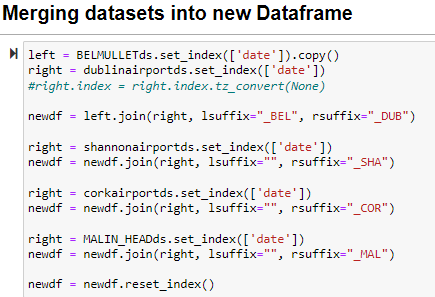 Merging datasets into new Dataframe
left = BELMULLETds.set_index(['date']).copy()
right = dublinairportds.set_index(['date'])
#right.index = right.index.tz_convert(None)
newdf = left.join(right, lsuffix="_BEL", rsuffix="_DUB")
right = shannonairportds.set_index(['date'])
newdf = newdf.join(right, lsuffix="", rsuffix="_SHA")
right = corkairportds.set_index(['date'])
newdf = newdf.join(right, lsuffix="", rsuffix="_COR")
right = MALIN_HEADds.set_index(['date'])
newdf = newdf.join(right, lsuffix="", rsuffix="_MAL")
newdf = newdf.reset_index()